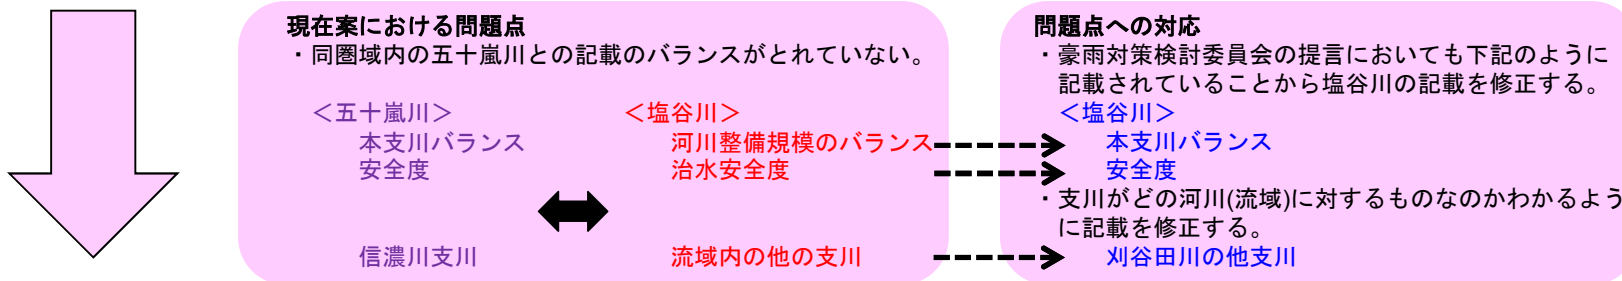 現在案における問題点
・同圏域内の五十嵐川との記載のバランスがとれていない。
＜五十嵐川＞
本支川バランス
安全度
信濃川支川
＜塩谷川＞
河川整備規模のバランス
治水安全度
流域内の他の支川
問題点への対応
・豪雨対策検討委員会の提言においても下記のように
記載されていることから塩谷川の記載を修正する。
＜塩谷川＞
本支川バランス
安全度
・支川がどの河川(流域)に対するものなのかわかるよう
に記載を修正する。
刈谷田川の他支川